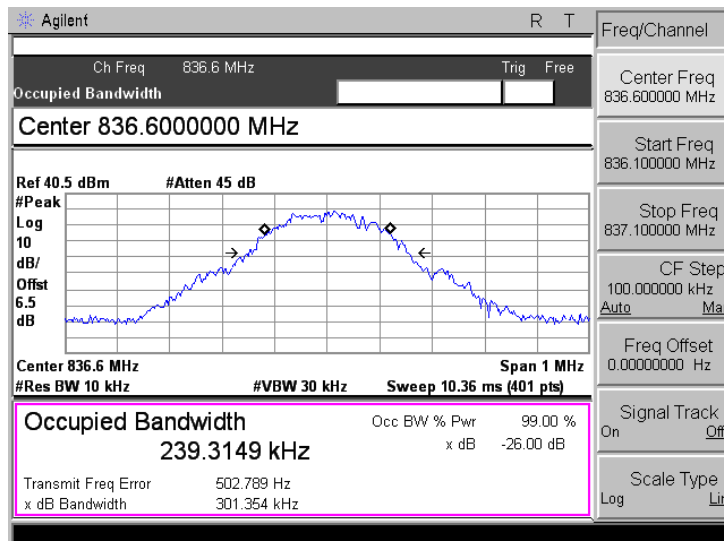 Agilent R T
Ch Freq 836.6 MHz Trig Free
Occupied Bandwidth
Center 836.6000000 MHz
Ref 40.5 dBm #Atten 45 dB
#Peak
Log
10
dB/
Offst
6.5
dB
Center 836.6 MHz Span 1 MHz
#Res BW 10 kHz #VBW 30 kHz Sweep 10.36 ms (401 pts)
Occupied Bandwidth Occ BW % Pwr 99.00 %
239.3149 kHz x dB -26.00 dB
Transmit Freq Error 502.789 Hz
x dB Bandwidth 301.354 kHz
Freq/Channel
Center Freq
836.600000 MHz
Start Freq
836.100000 MHz
Stop Freq
837.100000 MHz
CF Step
100.000000 kHz
Auto Ma
Freq Offset
0.00000000 Hz
Signal Track
On Off
Scale Type
Log Lin